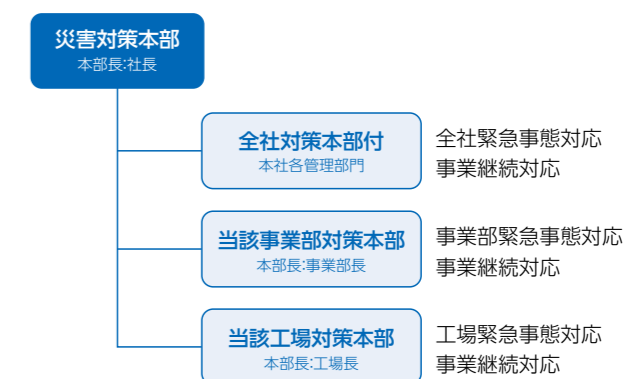 災害対策本部
本部長:社長
全社対策本部付
本社各管理部門
全社緊急事態対応
事業継続対応
当該事業部対策本部
本部長:事業部長
事業部緊急事態対応
事業継続対応
当該工場対策本部
本部長:工場長
工場緊急事態対応
事業継続対応